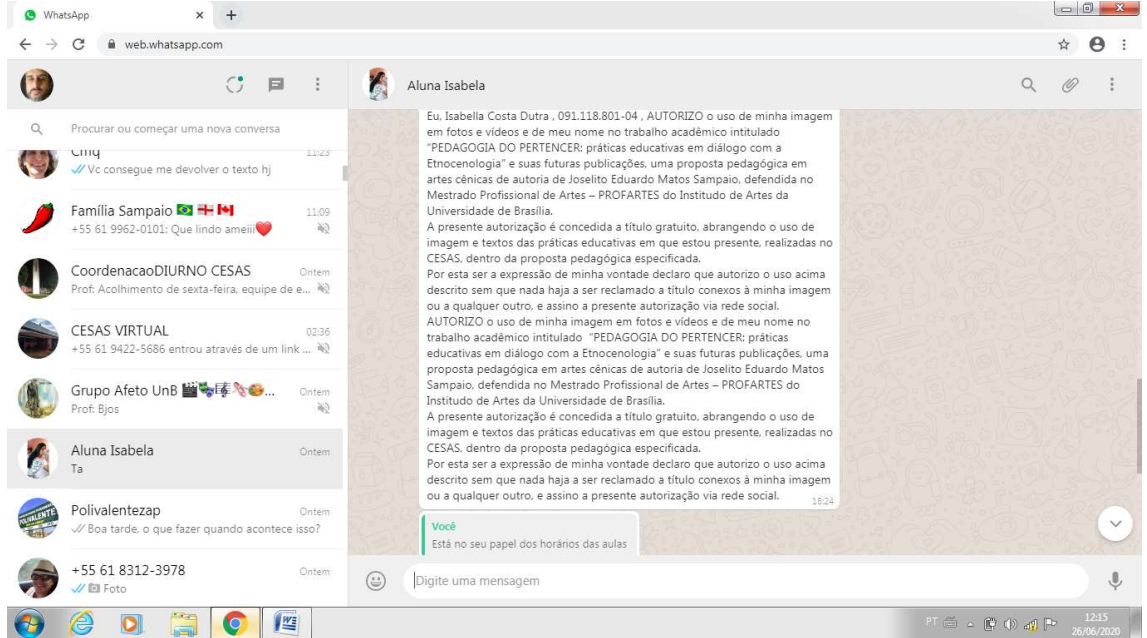 WhatsApp
web.whatsapp.com
Aluna Isabela
Procurar ou começar uma nova conversa
11:23
Vc consegue me devolver o texto hj
Família Sampaio
11:09
+55 61 9962-0101: Que lindo ameiii
CoordenacaoDIURNO CESAS
Ontem
Prof: Acolhimento de sexta-feira, equipe de e...
CESAS VIRTUAL
02:36
+55 61 9422-5686 entrou através de um link ...
Grupo Afeto UnB ...
Ontem
Prof: Bjos
Aluna Isabela
Ontem
Ta
Polivalentezap
Ontem
Boa tarde, o que fazer quando acontece isso?
+55 61 8312-3978
Ontem
Foto
Eu, Isabella Costa Dutra , 091.118.801-04 , AUTORIZO o uso de minha imagem
em fotos e vídeos e de meu nome no trabalho acadêmico intitulado
“PEDAGOGIA DO PERTENCER: práticas educativas em diálogo com a
Etnocenologia” e suas futuras publicações, uma proposta pedagógica em
artes cênicas de autoria de Joselito Eduardo Matos Sampaio, defendida no
Mestrado Profissional de Artes – PROFARTES do Institudo de Artes da
Universidade de Brasília.
A presente autorização é concedida a título gratuito, abrangendo o uso de
imagem e textos das práticas educativas em que estou presente, realizadas no
CESAS, dentro da proposta pedagógica especificada.
Por esta ser a expressão de minha vontade declaro que autorizo o uso acima
descrito sem que nada haja a ser reclamado a título conexos à minha imagem
ou a qualquer outro, e assino a presente autorização via rede social.
AUTORIZO o uso de minha imagem em fotos e vídeos e de meu nome no
trabalho acadêmico intitulado “PEDAGOGIA DO PERTENCER: práticas
educativas em diálogo com a Etnocenologia” e suas futuras publicações, uma
proposta pedagógica em artes cênicas de autoria de Joselito Eduardo Matos
Sampaio, defendida no Mestrado Profissional de Artes – PROFARTES do
Institudo de Artes da Universidade de Brasília.
A presente autorização é concedida a título gratuito, abrangendo o uso de
imagem e textos das práticas educativas em que estou presente, realizadas no
CESAS, dentro da proposta pedagógica especificada.
Por esta ser a expressão de minha vontade declaro que autorizo o uso acima
descrito sem que nada haja a ser reclamado a título conexos à minha imagem
ou a qualquer outro, e assino a presente autorização via rede social.
18:24
Você
Está no seu papel dos horários das aulas
Digite uma mensagem
PT
12:15
26/06/2020